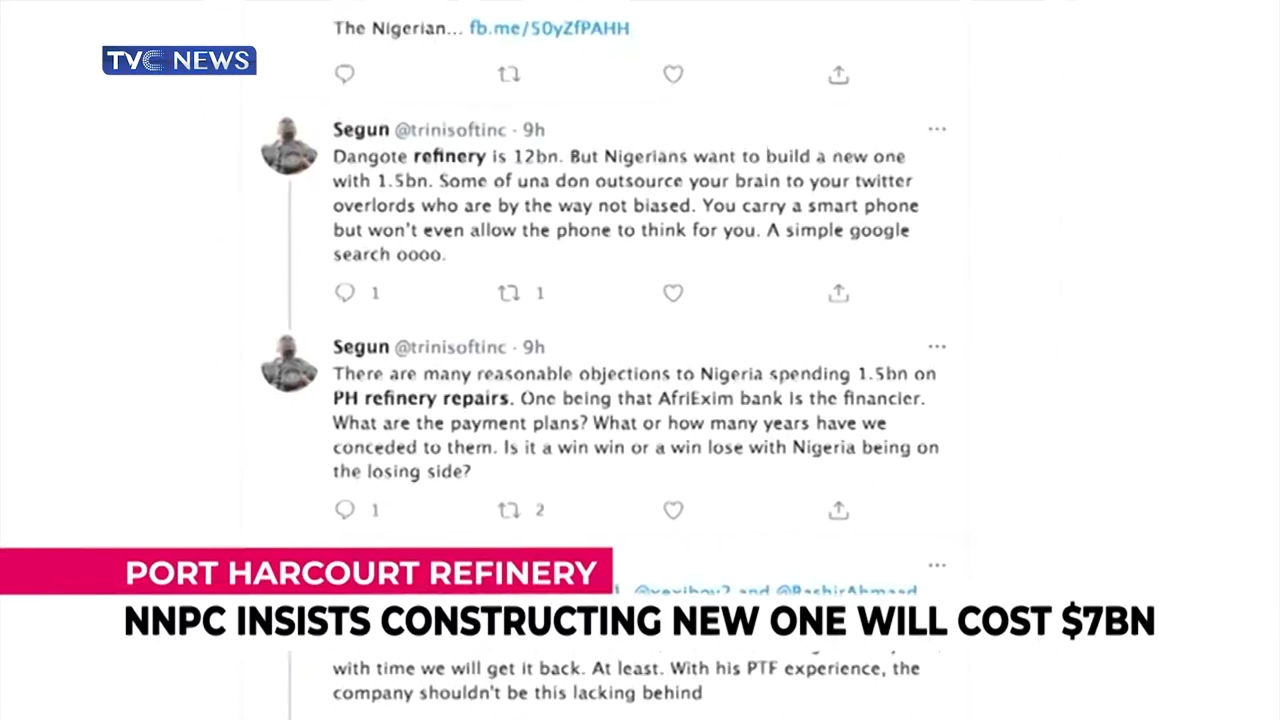 The Nigerian... fb.me/50yZfPAHH
TVC NEWS
Segun @trinisoftinc · 9h
Dangote refinery is 12bn. But Nigerians want to build a new one
with 1.5bn. Some of una don outsource your brain to your twitter
overlords who are by the way not biased. You carry a smart phone
but won't even allow the phone to think for you. A simple google
search oooo.
1 1
Segun @trinisoftinc · 9h
There are many reasonable objections to Nigeria spending 1.5bn on
PH refinery repairs. One being that AfriExim bank is the financier.
What are the payment plans? What or how many years have we
conceded to them. Is it a win win or a win lose with Nigeria being on
the losing side?
1 2
PORT HARCOURT REFINERY
and @BashirAhmaad
NNPC INSISTS CONSTRUCTING NEW ONE WILL COST $7BN
with time we will get it back. At least. With his PTF experience, the
company shouldn't be this lacking behind